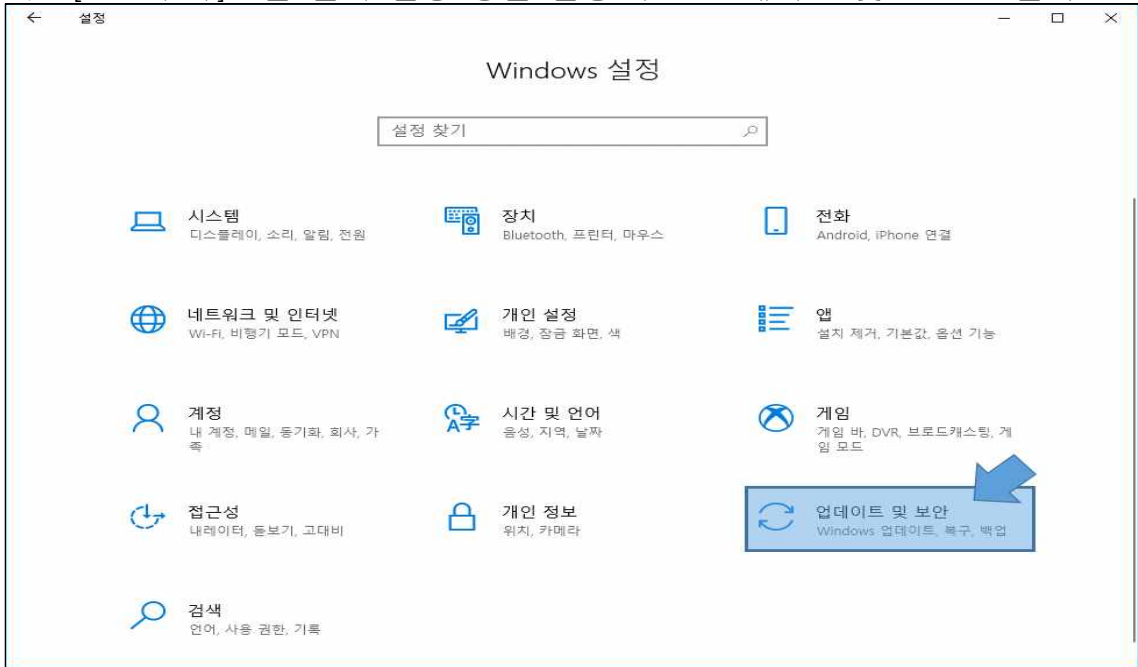 설정
Windows 설정
설정 찾기
시스템
디스플레이, 소리, 알림, 전원
장치
Bluetooth, 프린터, 마우스
전화
Android, iPhone 연결
네트워크 및 인터넷
Wi-Fi, 비행기 모드, VPN
개인 설정
배경, 잠금 화면, 색
앱
설치 제거, 기본값, 옵션 기능
계정
내 계정, 메일, 동기화, 회사, 가
족
시간 및 언어
음성, 지역, 날짜
게임
게임 바, DVR, 브로드캐스팅, 게
임 모드
접근성
내레이터, 돋보기, 고대비
개인 정보
위치, 카메라
업데이트 및 보안
Windows 업데이트, 복구, 백업
검색
언어, 사용 권한, 기록